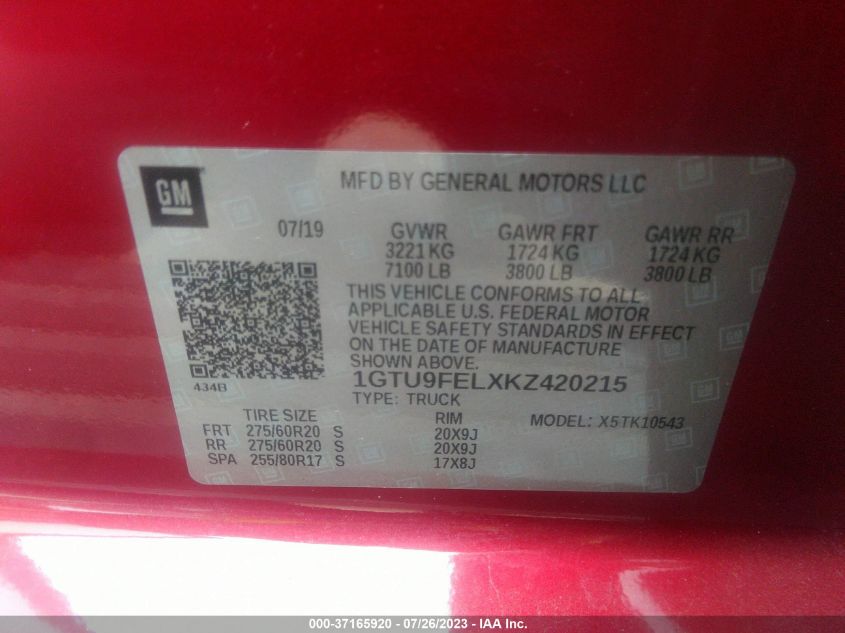 GM
MFD BY GENERAL MOTORS LLC
07/19 GVWR GAWR FRT GAWR RR
3221 KG 1724 KG 1724 KG
7100 LB 3800 LB 3800 LB
THIS VEHICLE CONFORMS TO ALL
APPLICABLE U.S. FEDERAL MOTOR
VEHICLE SAFETY STANDARDS IN EFFECT
ON THE DATE OF MANUFACTURE
SHOWN ABOVE.
434B
1GTU9FELXKZ420215
TYPE: TRUCK
TIRE SIZE RIM MODEL: X5TK10543
FRT 275/60R20 S 20X9J
RR 275/60R20 S 20X9J
SPA 255/80R17 S 17X8J
000-37165920 - 07/26/2023 - IAA Inc.